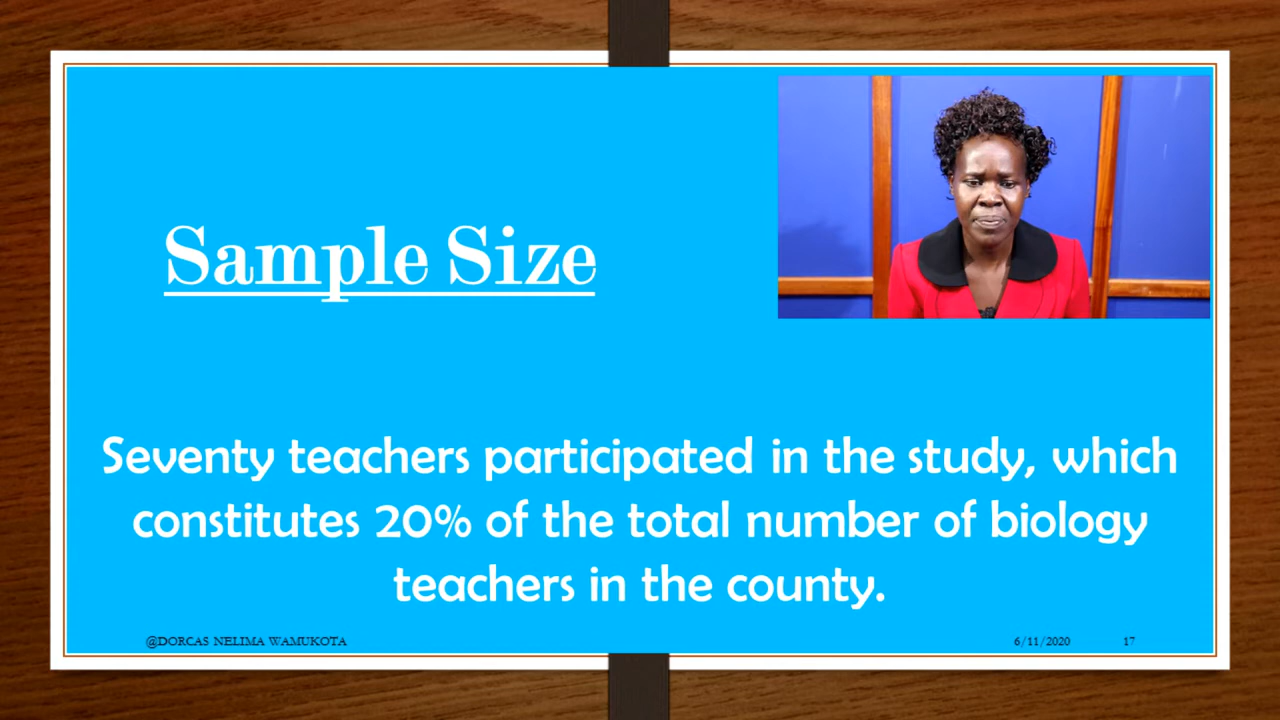 Sample Size
Seventy teachers participated in the study, which
constitutes 20% of the total number of biology
teachers in the county.
@DORCAS NELIMA WAMUKOTA
6/11/2020
17